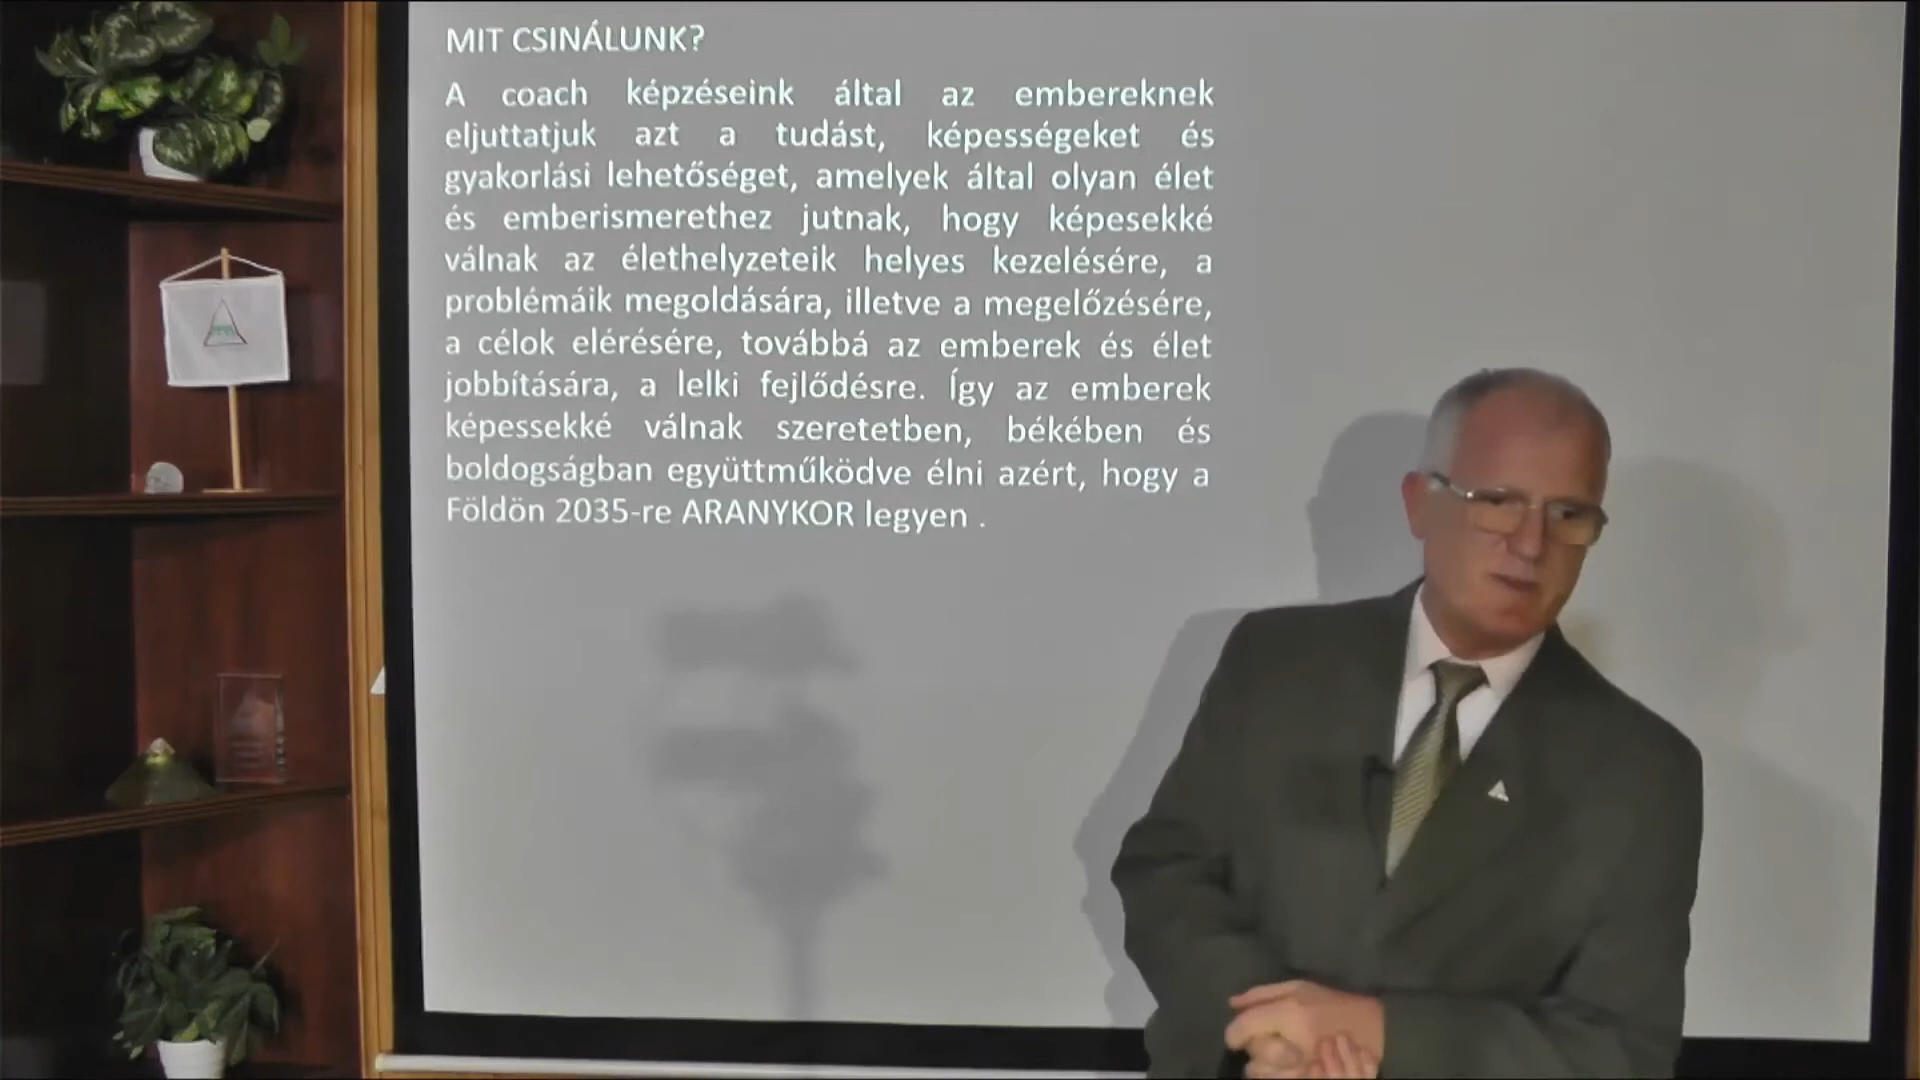 MIT CSINÁLUNK?
A coach képzéseink által az embereknek
eljuttatjuk azt a tudást, képességeket és
gyakorlási lehetőséget, amelyek által olyan élet
és emberismerethez jutnak, hogy képesekké
válnak az élethelyzeteik helyes kezelésére, a
problémáik megoldására, illetve a megelőzésére,
a célok elérésére, továbbá az emberek és élet
jobbítására, a lelki fejlődésre. Így az emberek
képessekké válnak szeretetben, békében és
boldogságban együttműködve élni azért, hogy a
Földön 2035-re ARANYKOR legyen .